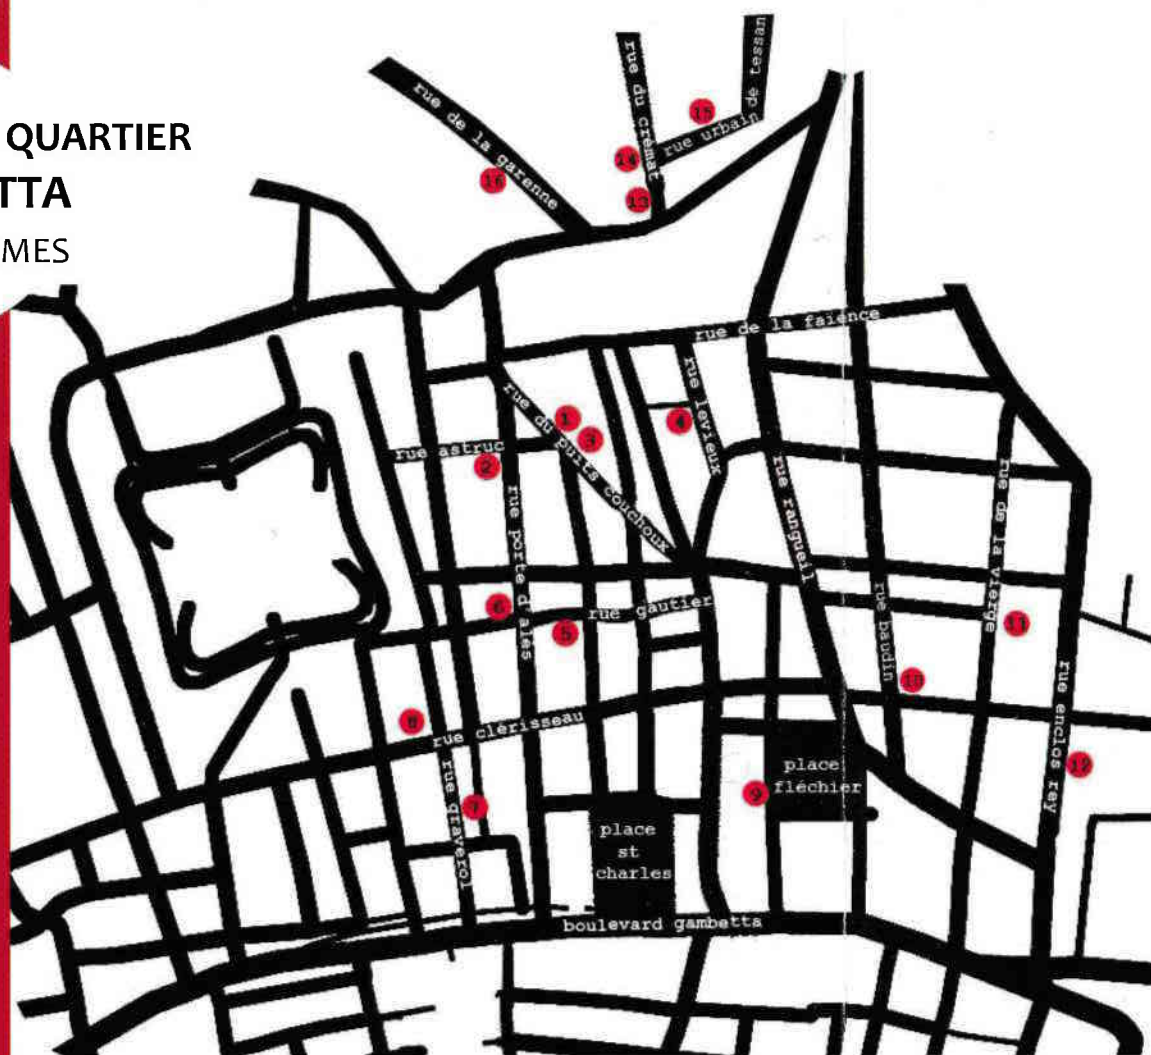 QUARTIER
TTA
MES
rue de la garenne
rue du crémat
rue urbain de tessan
15
14
16
13
rue de la faïence
rue levieux
rue du puits couchoux
1
3
4
rue astruc
2
rue porte d'alès
rue rangueil
rue de la vierge
6
rue gautier
5
11
rue baudin
10
rue enclos rey
8
rue clérisseau
12
place
fléchier
9
rue graverol
7
place
st
charles
boulevard gambetta